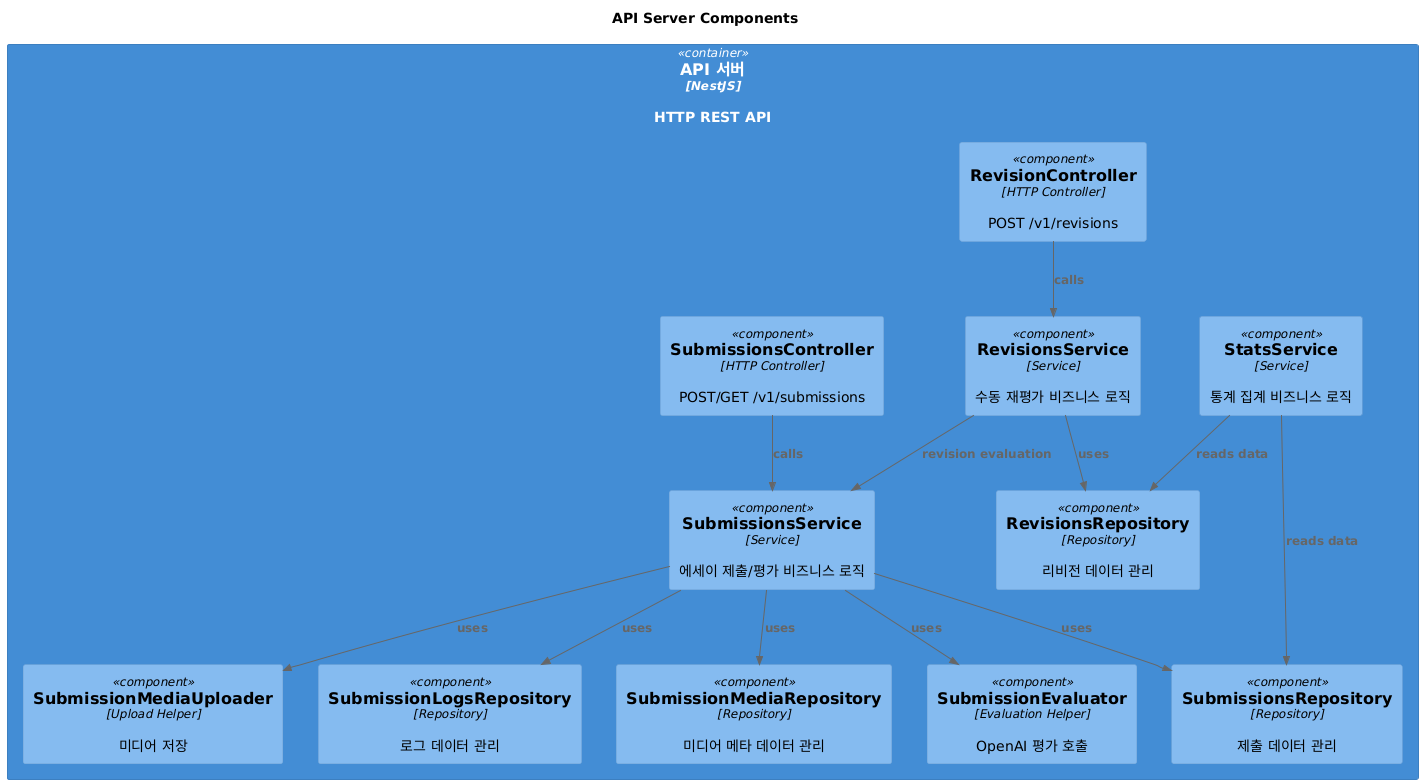 API Server Components
«container»
API 서버
[NestJS]
HTTP REST API
«component»
RevisionController
[HTTP Controller]
POST /v1/revisions
calls
«component»
SubmissionsController
[HTTP Controller]
POST/GET /v1/submissions
«component»
RevisionsService
[Service]
수동 재평가 비즈니스 로직
«component»
StatsService
[Service]
통계 집계 비즈니스 로직
calls
revision evaluation
uses
reads data
«component»
SubmissionsService
[Service]
에세이 제출/평가 비즈니스 로직
«component»
RevisionsRepository
[Repository]
리비전 데이터 관리
reads data
uses
uses
uses
uses
uses
«component»
SubmissionMediaUploader
[Upload Helper]
미디어 저장
«component»
SubmissionLogsRepository
[Repository]
로그 데이터 관리
«component»
SubmissionMediaRepository
[Repository]
미디어 메타 데이터 관리
«component»
SubmissionEvaluator
[Evaluation Helper]
OpenAI 평가 호출
«component»
SubmissionsRepository
[Repository]
제출 데이터 관리